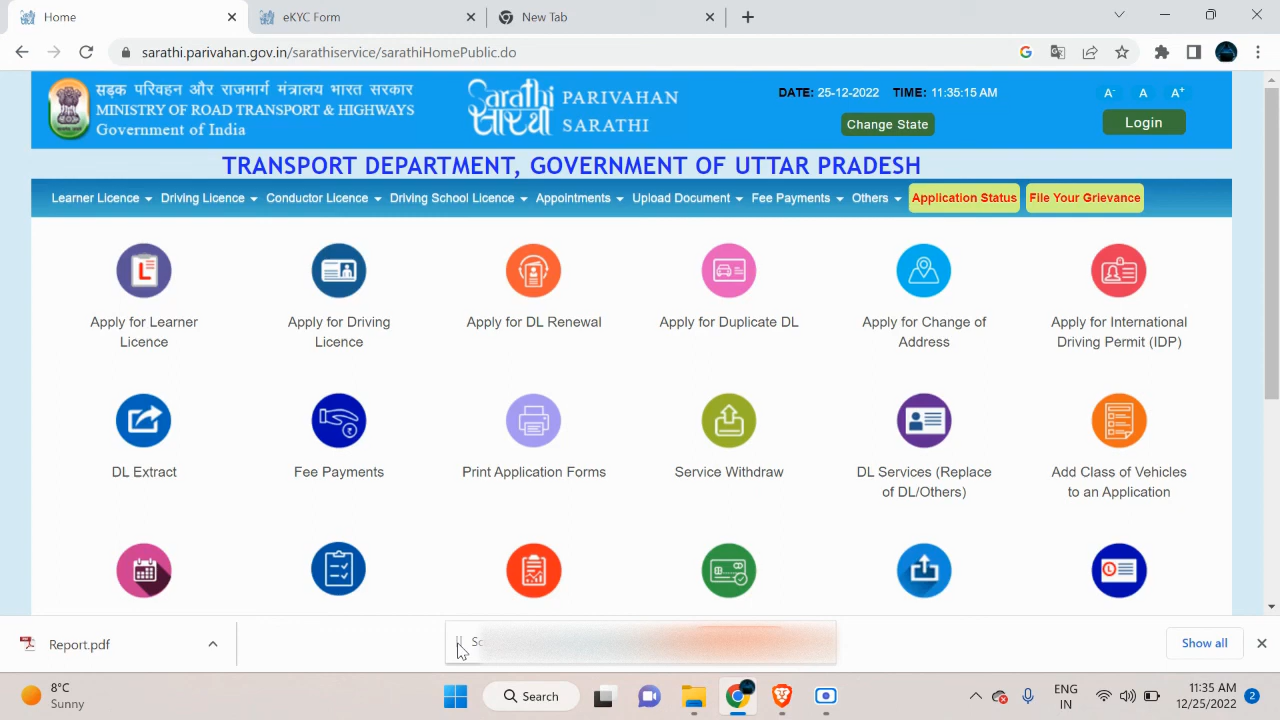 Home
eKYC Form
New Tab
sarathi.parivahan.gov.in/sarathiservice/sarathiHomePublic.do
सड़क परिवहन और राजमार्ग मंत्रालय भारत सरकार
MINISTRY OF ROAD TRANSPORT & HIGHWAYS
Government of India
Sarathi
सारथी
PARIVAHAN
SARATHI
DATE: 25-12-2022 TIME: 11:35:15 AM
Change State
A- A A+
Login
TRANSPORT DEPARTMENT, GOVERNMENT OF UTTAR PRADESH
Learner Licence Driving Licence Conductor Licence Driving School Licence Appointments Upload Document Fee Payments Others Application Status File Your Grievance
Apply for Learner
Licence
Apply for Driving
Licence
Apply for DL Renewal
Apply for Duplicate DL
Apply for Change of
Address
Apply for International
Driving Permit (IDP)
DL Extract
Fee Payments
Print Application Forms
Service Withdraw
DL Services (Replace
of DL/Others)
Add Class of Vehicles
to an Application
Report.pdf
Show all
8°C
Sunny
Search
ENG
IN
11:35 AM
12/25/2022
2